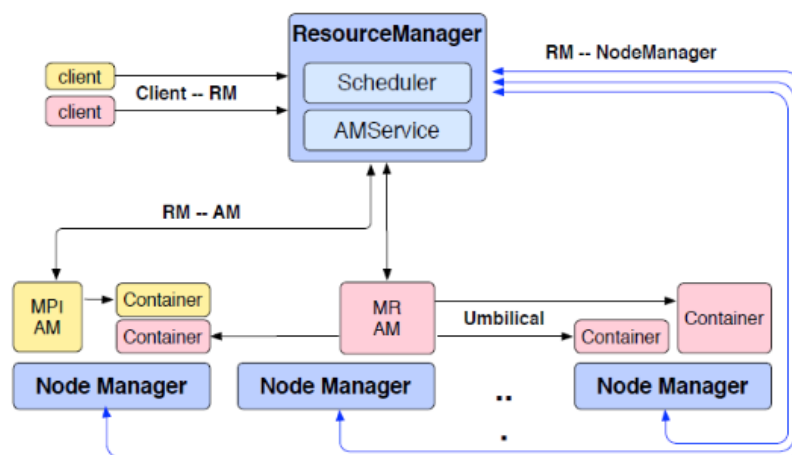 ResourceManager
RM -- NodeManager
client
Client -- RM
Scheduler
client
AMService
RM -- AM
MPI
AM
Container
Container
MR
AM
Umbilical
Container
Container
Node Manager
Node Manager
..
.
Node Manager